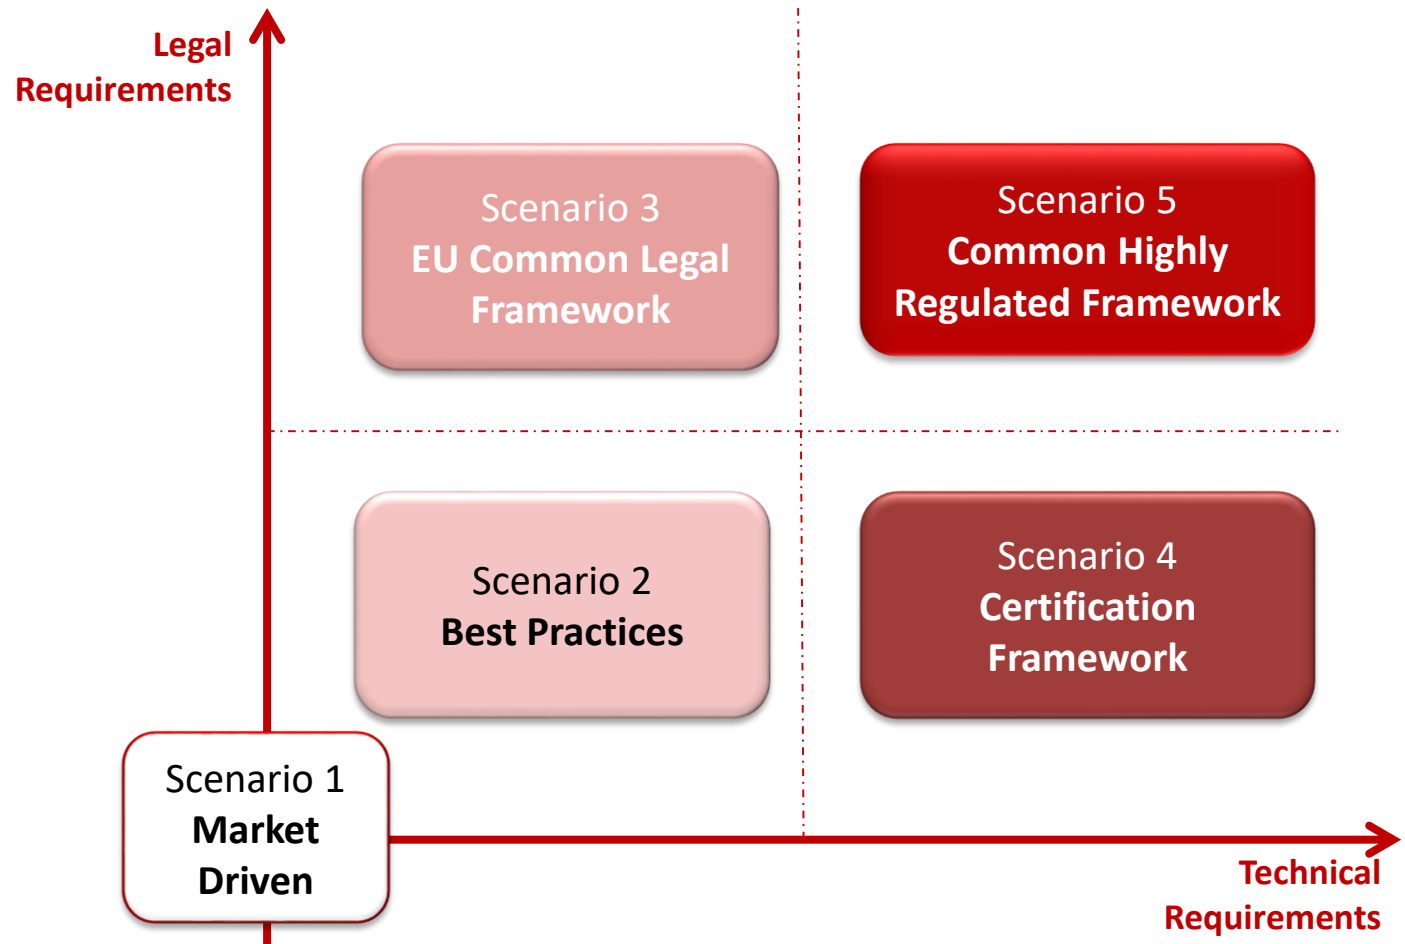 Legal
Requirements
Scenario 3
EU Common Legal
Framework
Scenario 5
Common Highly
Regulated Framework
Scenario 2
Best Practices
Scenario 4
Certification
Framework
Scenario 1
Market
Driven
Technical
Requirements